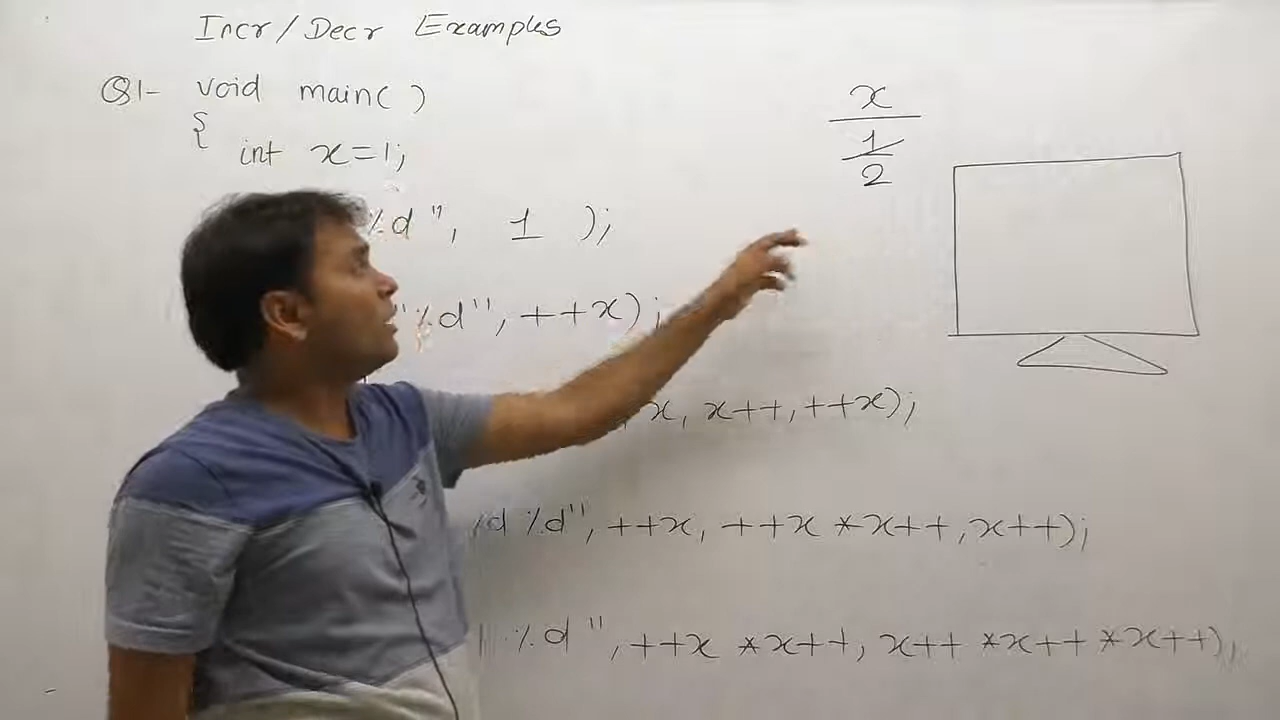 Incr/Decr Examples
Q1- void main( )
{
int x=1;
%d", 1 );
"%d", ++x);
x, x++, ++x);
d %d", ++x, ++x *x++, x++);
%d", ++x *x++, x++ *x++ *x++);
x
1
2